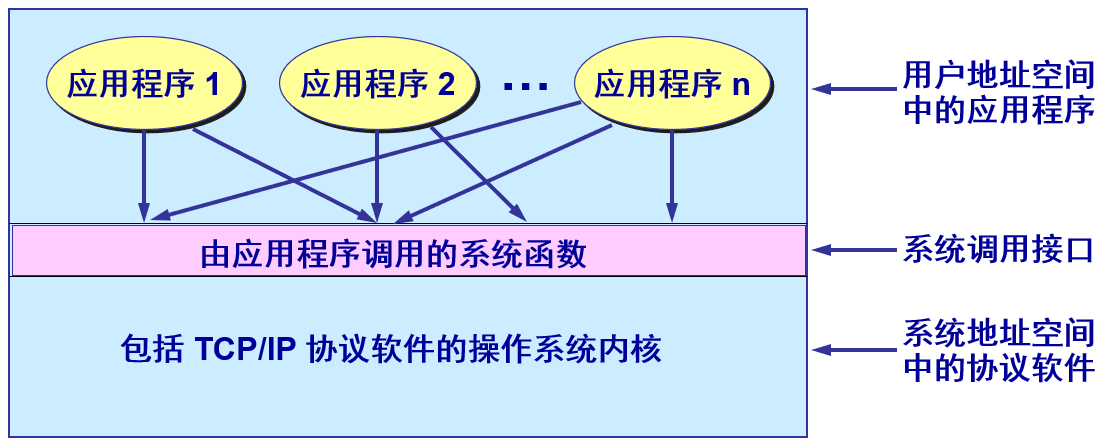 应用程序 1
应用程序 2
…
应用程序 n
用户地址空间
中的应用程序
由应用程序调用的系统函数
系统调用接口
包括 TCP/IP 协议软件的操作系统内核
系统地址空间
中的协议软件